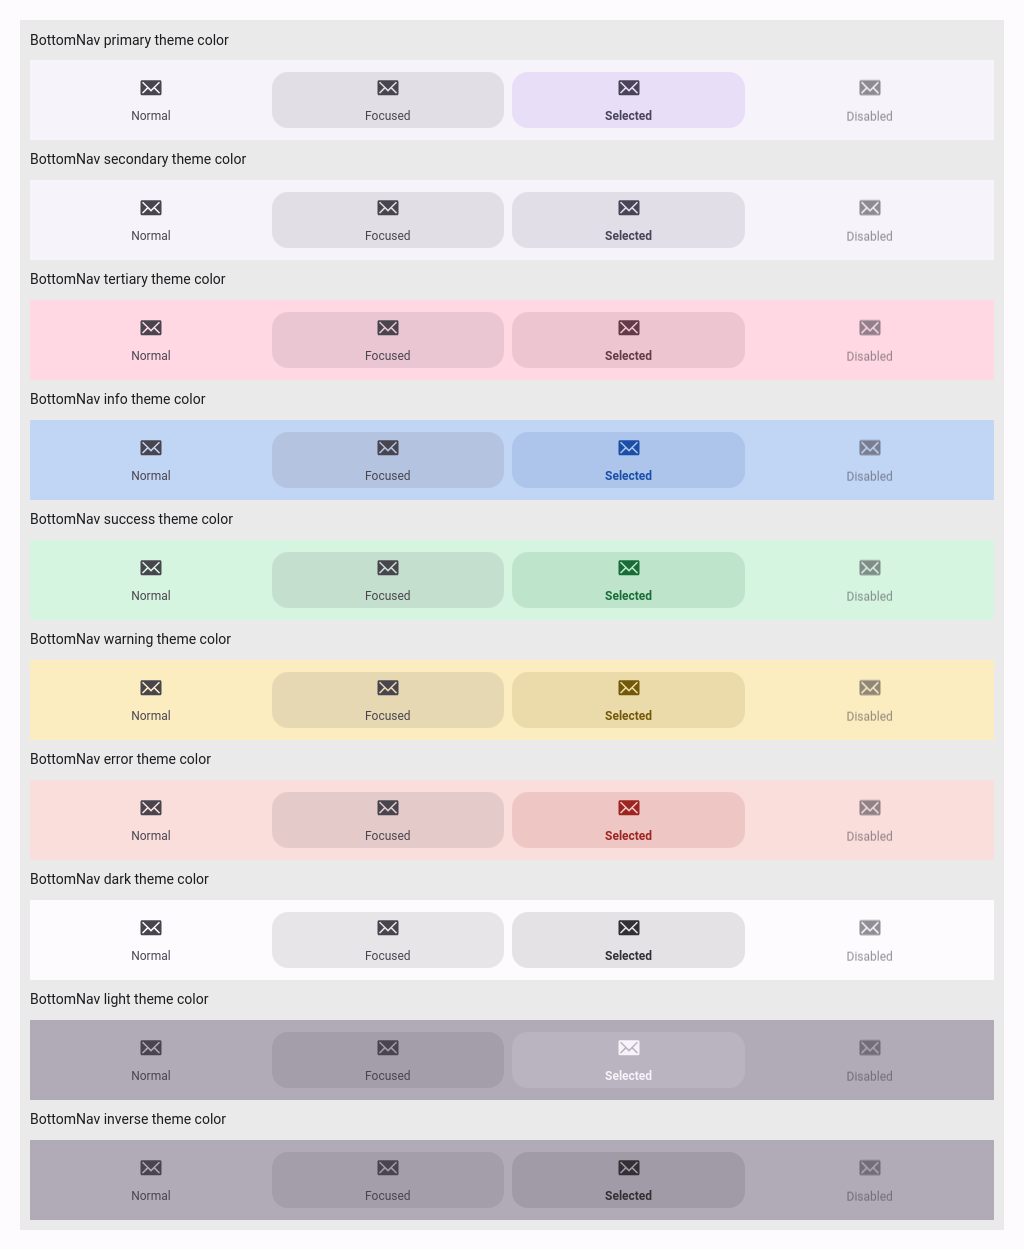 BottomNav primary theme color
Normal Focused Selected Disabled
BottomNav secondary theme color
Normal Focused Selected Disabled
BottomNav tertiary theme color
Normal Focused Selected Disabled
BottomNav info theme color
Normal Focused Selected Disabled
BottomNav success theme color
Normal Focused Selected Disabled
BottomNav warning theme color
Normal Focused Selected Disabled
BottomNav error theme color
Normal Focused Selected Disabled
BottomNav dark theme color
Normal Focused Selected Disabled
BottomNav light theme color
Normal Focused Selected Disabled
BottomNav inverse theme color
Normal Focused Selected Disabled